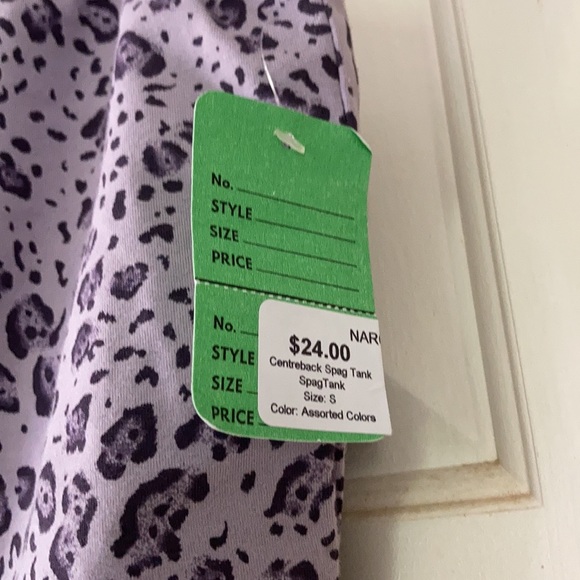 No.
STYLE
SIZE
PRICE
No.
STYLE
SIZE
PRICE
$24.00
Centreback Spag Tank
SpagTank
Size: S
Color: Assorted Colors